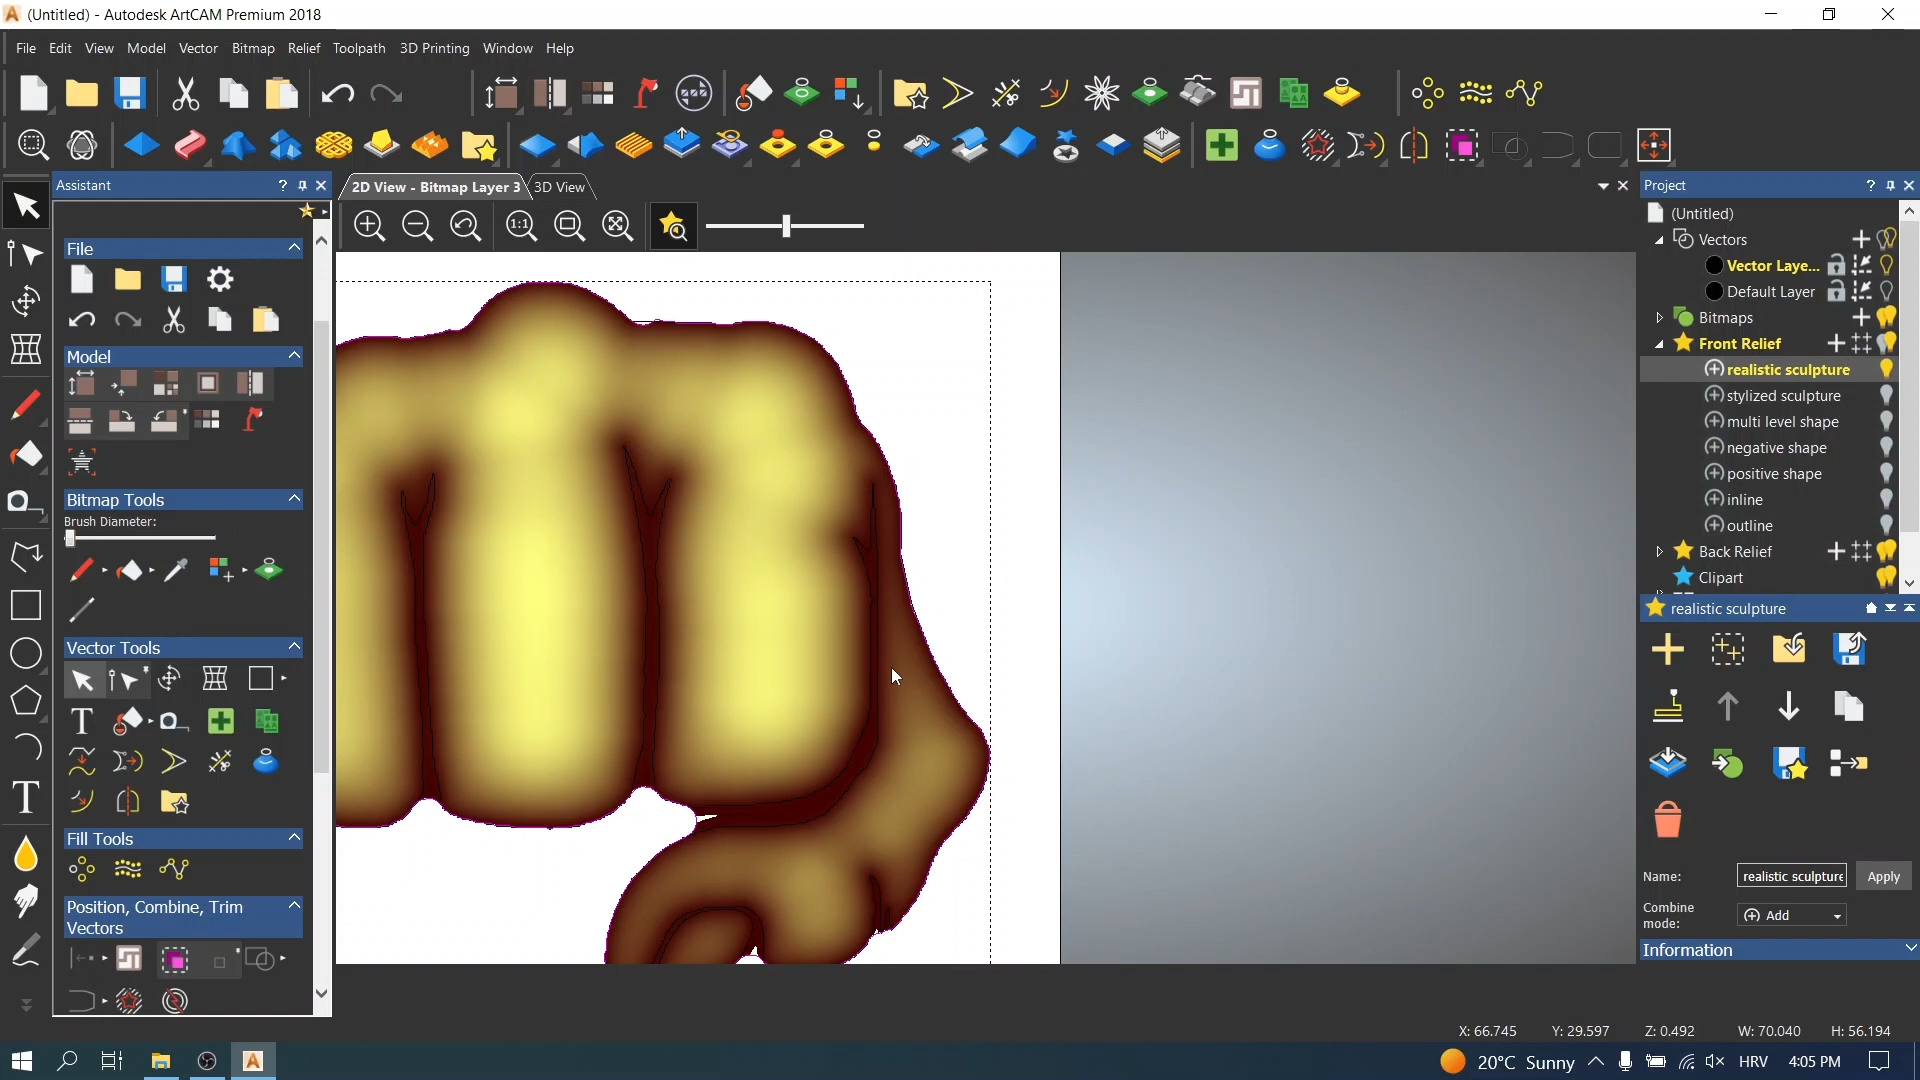 (Untitled) - Autodesk ArtCAM Premium 2018
File Edit View Model Vector Bitmap Relief Toolpath 3D Printing Window Help
Assistant
2D View - Bitmap Layer 3
3D View
Project
File
Model
Bitmap Tools
Brush Diameter:
Vector Tools
Fill Tools
Position, Combine, Trim
Vectors
1:1
(Untitled)
Vectors
Vector Laye...
Default Layer
Bitmaps
Front Relief
realistic sculpture
stylized sculpture
multi level shape
negative shape
positive shape
inline
outline
Back Relief
Clipart
realistic sculpture
Name:
realistic sculpture
Apply
Combine
mode:
Add
Information
X: 66.745
Y: 29.597
Z: 0.492
W: 70.040
H: 56.194
20°C Sunny
HRV
4:05 PM